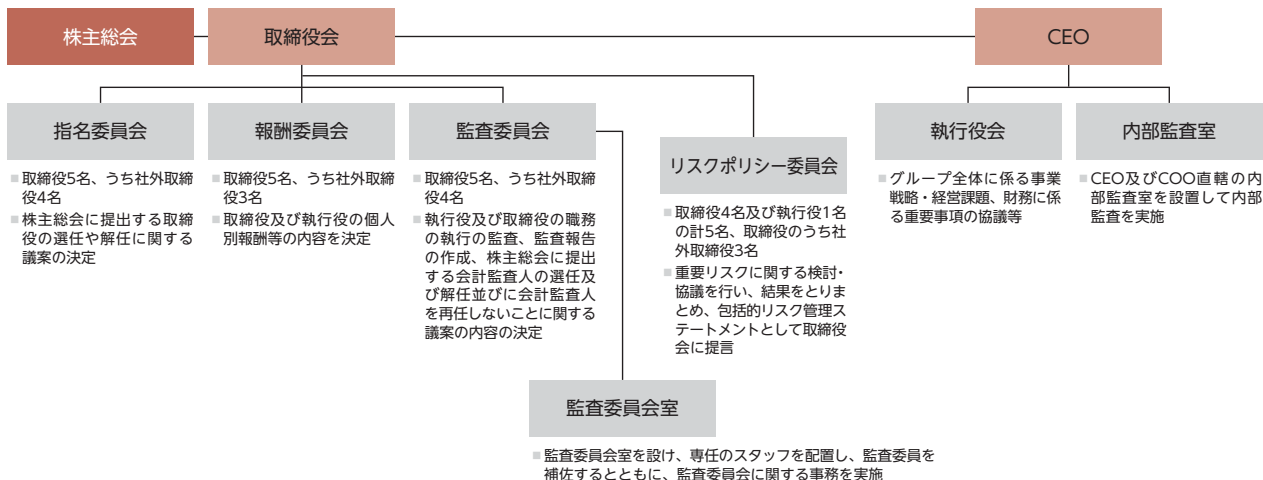 株主総会
取締役会
CEO
指名委員会
■取締役5名、うち社外取締
役4名
■株主総会に提出する取締
役の選任や解任に関する
議案の決定
報酬委員会
■取締役5名、うち社外取締
役3名
■取締役及び執行役の個人
別報酬等の内容を決定
監査委員会
■取締役5名、うち社外取締
役4名
■執行役及び取締役の職務
の執行の監査、監査報告
の作成、株主総会に提出
する会計監査人の選任及
び解任並びに会計監査人
を再任しないことに関する
議案の内容の決定
リスクポリシー委員会
■取締役4名及び執行役1名
の計5名、取締役のうち社
外取締役3名
■重要リスクに関する検討・
協議を行い、結果をとりま
とめ、包括的リスク管理ス
テートメントとして取締役
会に提言
執行役会
■グループ全体に係る事業
戦略・経営課題、財務に係
る重要事項の協議等
内部監査室
■CEO及びCOO直轄の内
部監査室を設置して内部
監査を実施
監査委員会室
■監査委員会室を設け、専任のスタッフを配置し、監査委員を
補佐するとともに、監査委員会に関する事務を実施